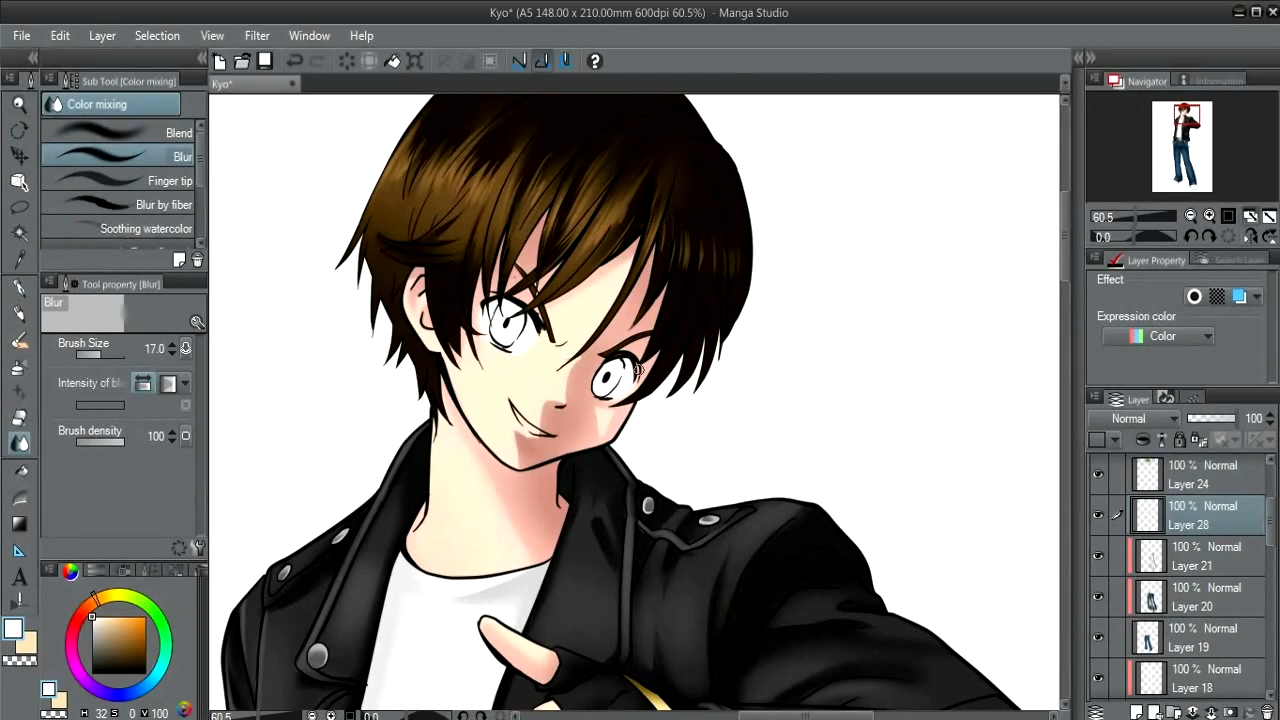 Kyo* (A5 148.00 x 210.00mm 600dpi 60.5%) - Manga Studio
File Edit Layer Selection View Filter Window Help
Sub Tool [Color mixing]
Kyo*
Navigator Information
Color mixing
Blend
Blur
Finger tip
Blur by fiber
Soothing watercolor
60.5
0.0
Layer Property Search Layer
Tool property [Blur]
Effect
Blur
Expression color
Color
Brush Size 17.0
Intensity of bl
Brush density 100
Layer
Normal 100
100 % Normal
Layer 24
100 % Normal
Layer 28
100 % Normal
Layer 21
100 % Normal
Layer 20
100 % Normal
Layer 19
100 % Normal
Layer 18
H 32 S 0 V 100
60.5 0.0